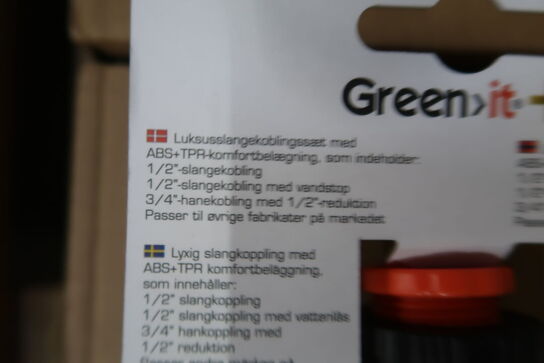 Green>it
Luksusslangekoblingssæt med
ABS+TPR-komfortbelægning, som indeholder:
1/2"-slangekobling
1/2"-slangekobling med vandstop
3/4"-hanekobling med 1/2"-reduktion
Passer til øvrige fabrikater på markedet
Lyxig slangkoppling med
ABS+TPR komfortbeläggning,
som innehåller:
1/2" slangkoppling
1/2" slangkoppling med vattenlås
3/4" hankoppling med
1/2" reduktion